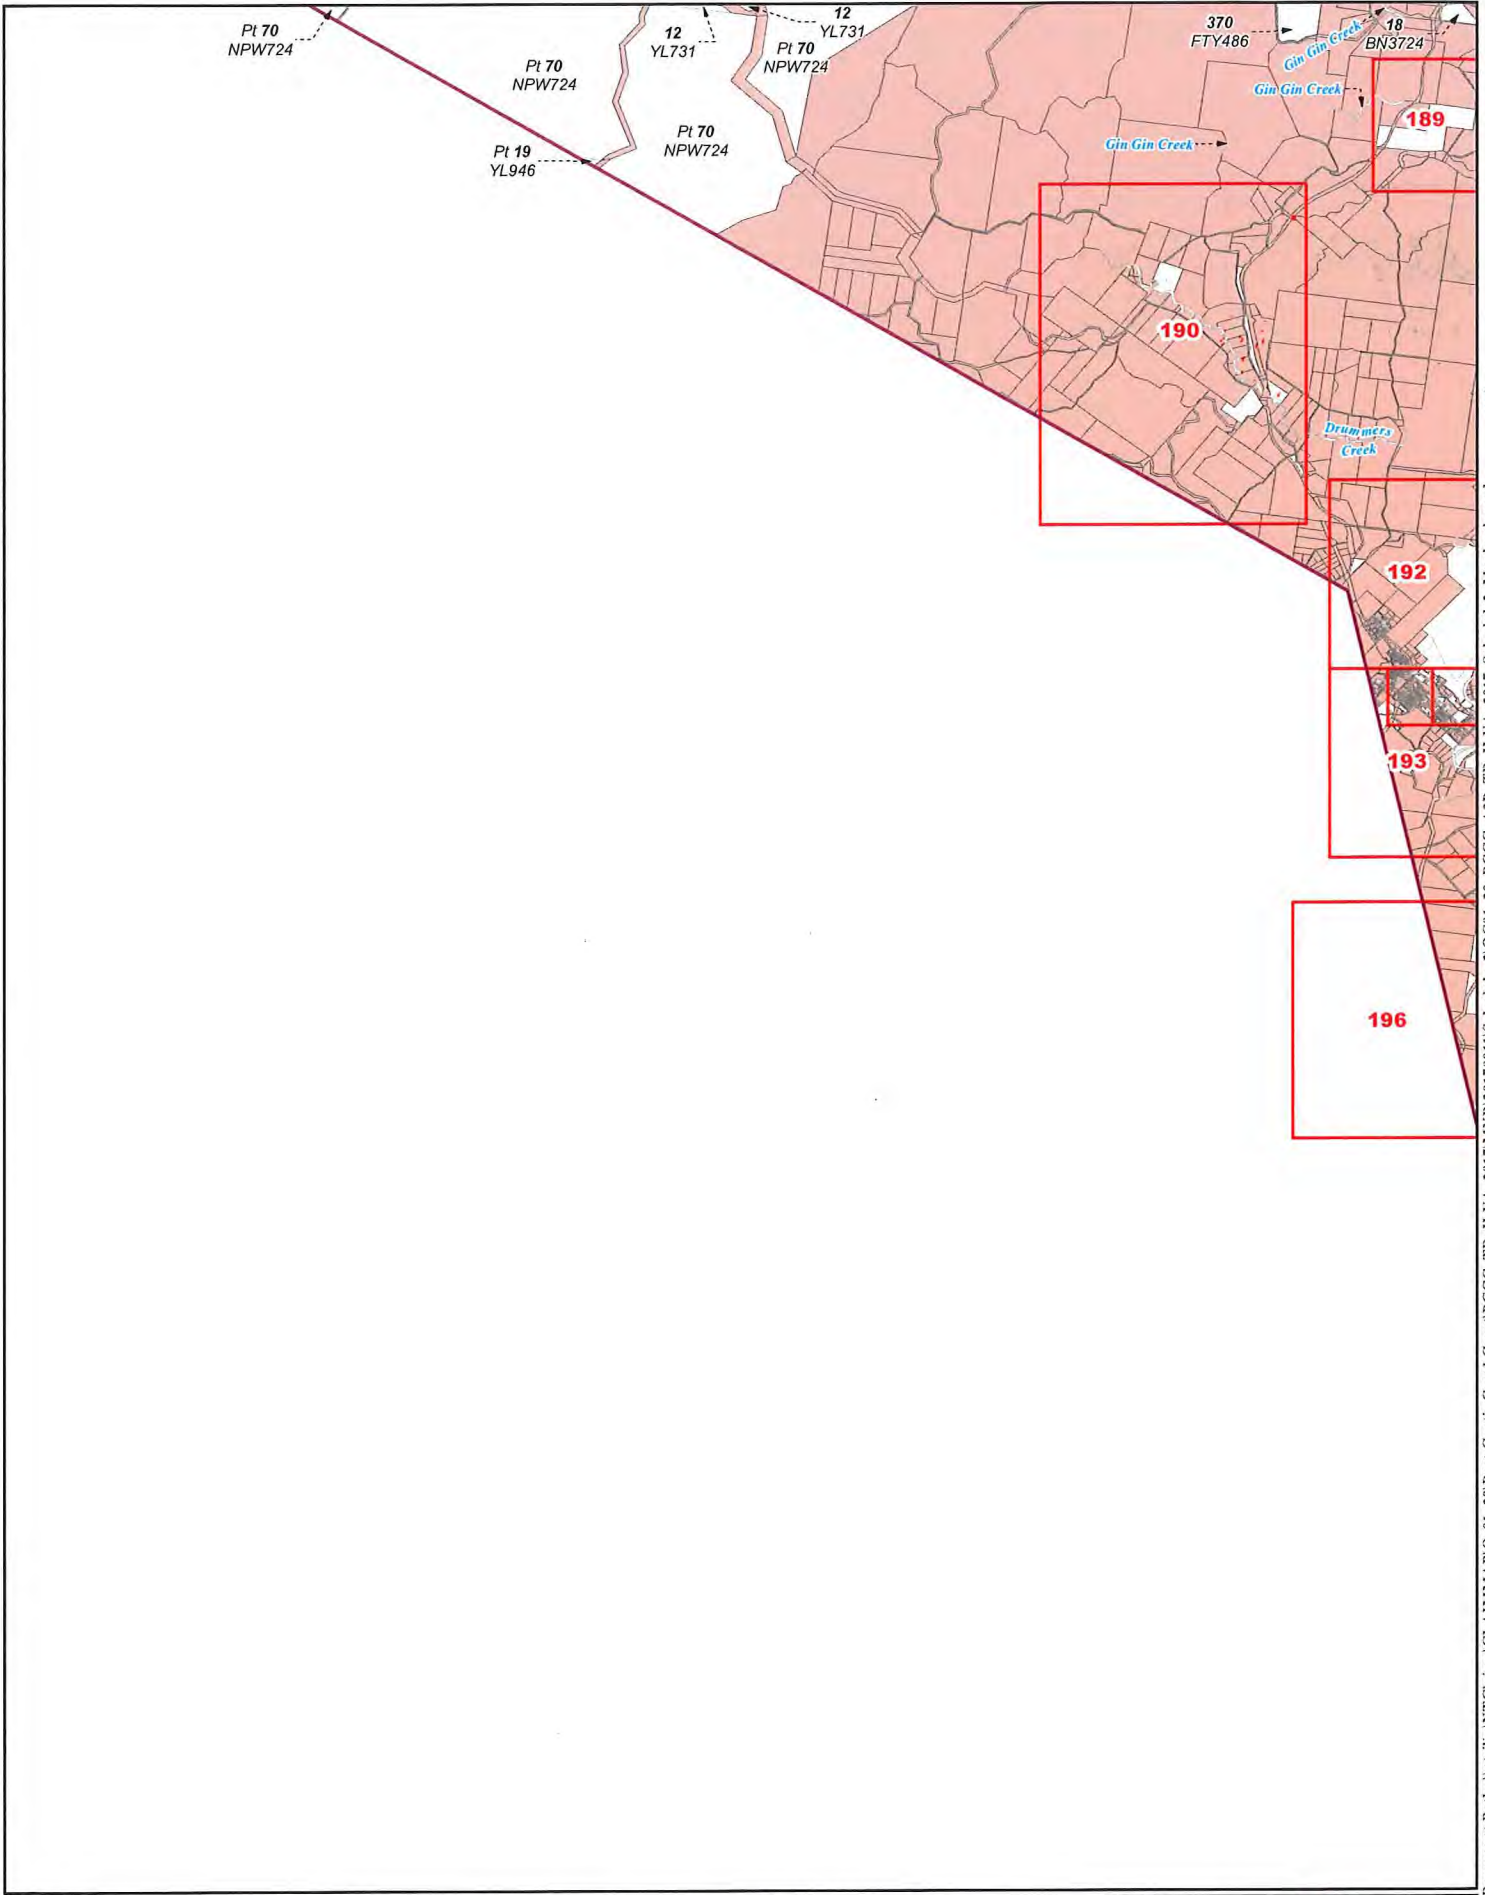 Pt 70
NPW724
Pt 70
NPW724
12
YL731
12
YL731
Pt 70
NPW724
Pt 70
NPW724
Pt 19
YL946
370
FTY486
Gin Gin Creek
18
BN3724
Gin Gin Creek
189
Gin Gin Creek
190
Drummers
Creek
192
193
196